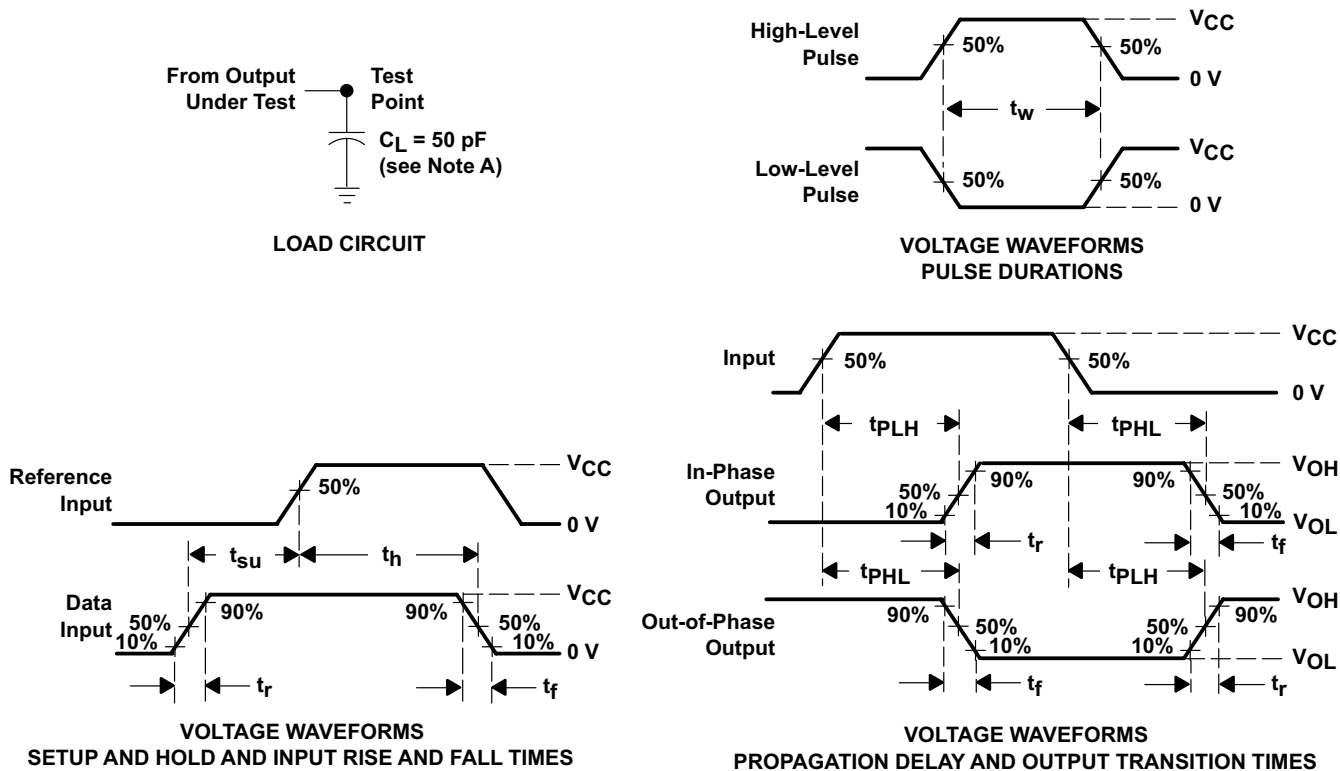 From Output
Under Test
Test
Point
CL = 50 pF
(see Note A)
LOAD CIRCUIT
High-Level
Pulse
50%
50%
VCC
0 V
tw
Low-Level
Pulse
50%
50%
VCC
0 V
VOLTAGE WAVEFORMS
PULSE DURATIONS
Reference
Input
50%
VCC
0 V
tsu
th
Data
Input
50%
10%
90%
90%
50%
10%
VCC
0 V
tr
tf
VOLTAGE WAVEFORMS
SETUP AND HOLD AND INPUT RISE AND FALL TIMES
Input
50%
50%
VCC
0 V
tPLH
tPHL
In-Phase
Output
50%
10%
90%
90%
50%
10%
VOH
VOL
tr
tf
tPHL
tPLH
Out-of-Phase
Output
90%
50%
10%
50%
10%
90%
VOH
VOL
tf
tr
VOLTAGE WAVEFORMS
PROPAGATION DELAY AND OUTPUT TRANSITION TIMES